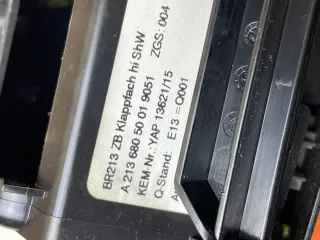 BR213 ZB Klappfach hi ShW
A 213 680 50 01 9051 ZGS: 004
KEM-Nr.: YAP 13621/15
Q-Stand: E13 =Q001